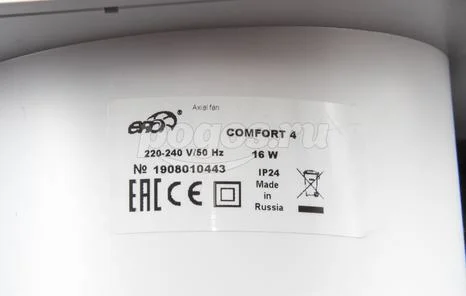 Axial fan
ERA®
COMFORT 4
220-240 V/50 Hz 16 W
№ 1908010443
IP24
Made
in
Russia
EAC CE
pogos.ru